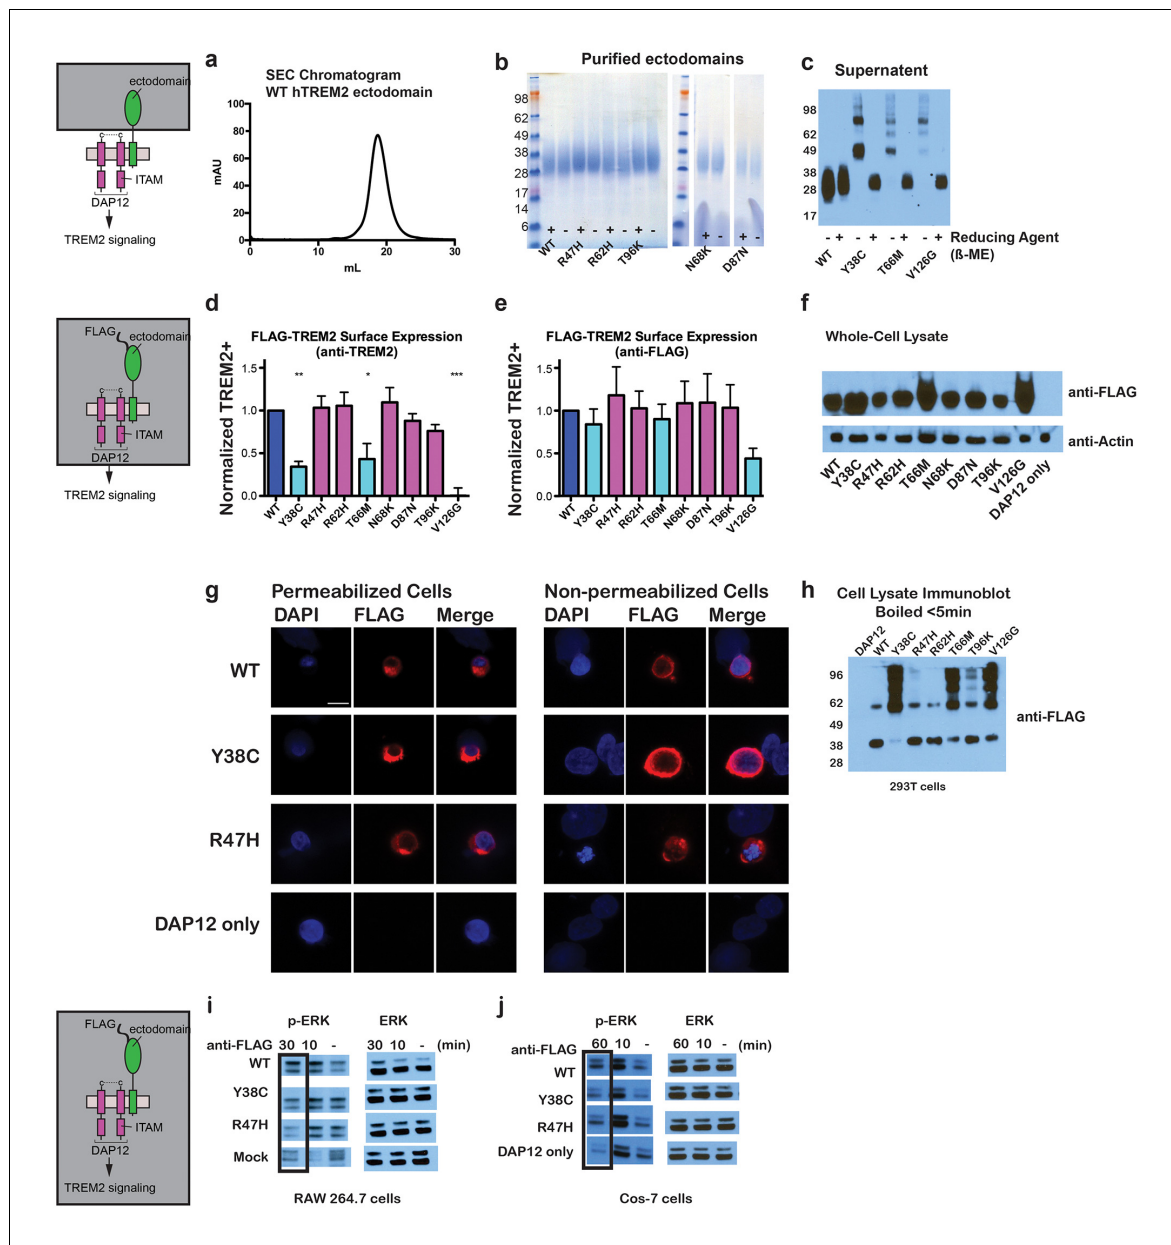 ectodomain
C C
ITAM
DAP12
TREM2 signaling
a
SEC Chromatogram
WT hTREM2 ectodomain
mAU
100
80
60
40
20
0
0 10 20 30
mL
b
Purified ectodomains
98
62
49
38
28
17
14
6
+ - + - + - + - + - + -
WT R47H R62H T96K N68K D87N
c
Supernatent
98
62
49
38
28
17
- + - + - + - +
Reducing Agent
(ß-ME)
WT Y38C T66M V126G
FLAG
ectodomain
C C
ITAM
DAP12
TREM2 signaling
d
FLAG-TREM2 Surface Expression
(anti-TREM2)
Normalized TREM2+
1.5
1.0
0.5
0.0
** * ***
WT Y38C R47H R62H T66M N68K D87N T96K V126G
e
FLAG-TREM2 Surface Expression
(anti-FLAG)
Normalized TREM2+
1.5
1.0
0.5
0.0
WT Y38C R47H R62H T66M N68K D87N T96K V126G
f
Whole-Cell Lysate
anti-FLAG
anti-Actin
WT Y38C R47H R62H T66M N68K D87N T96K V126G DAP12 only
g
Permeabilized Cells Non-permeabilized Cells
DAPI FLAG Merge DAPI FLAG Merge
WT
Y38C
R47H
DAP12 only
h
Cell Lysate Immunoblot
Boiled <5min
DAP12 WT Y38C R47H R62H T66M T96K V126G
96
62
49
38
28
anti-FLAG
293T cells
FLAG
ectodomain
C C
ITAM
DAP12
TREM2 signaling
i
p-ERK ERK
anti-FLAG 30 10 - 30 10 - (min)
WT
Y38C
R47H
Mock
RAW 264.7 cells
j
p-ERK ERK
anti-FLAG 60 10 - 60 10 - (min)
WT
Y38C
R47H
DAP12 only
Cos-7 cells